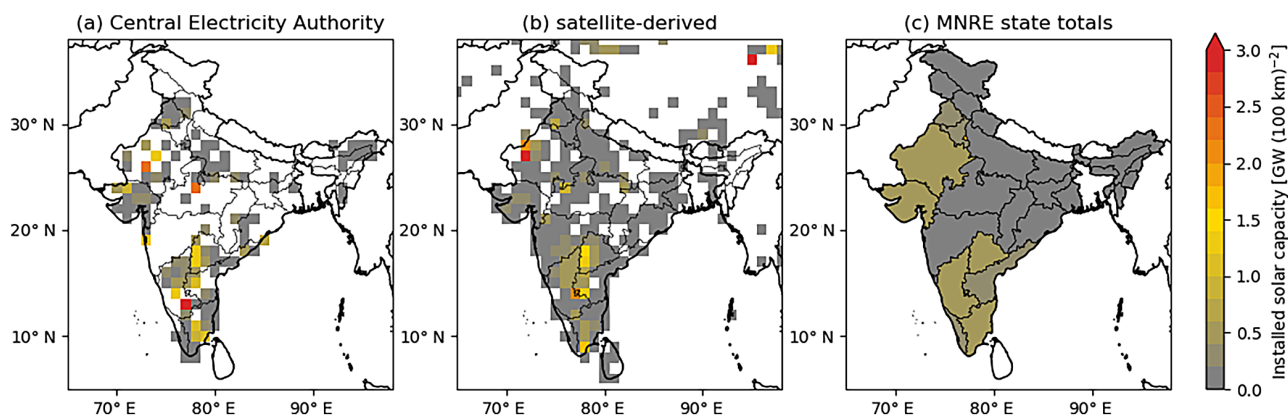 (a) Central Electricity Authority
(b) satellite-derived
(c) MNRE state totals
30° N
20° N
10° N
70° E
80° E
90° E
30° N
20° N
10° N
70° E
80° E
90° E
30° N
20° N
10° N
70° E
80° E
90° E
3.0
2.5
2.0
1.5
1.0
0.5
0.0
Installed solar capacity [GW (100 km)⁻²]